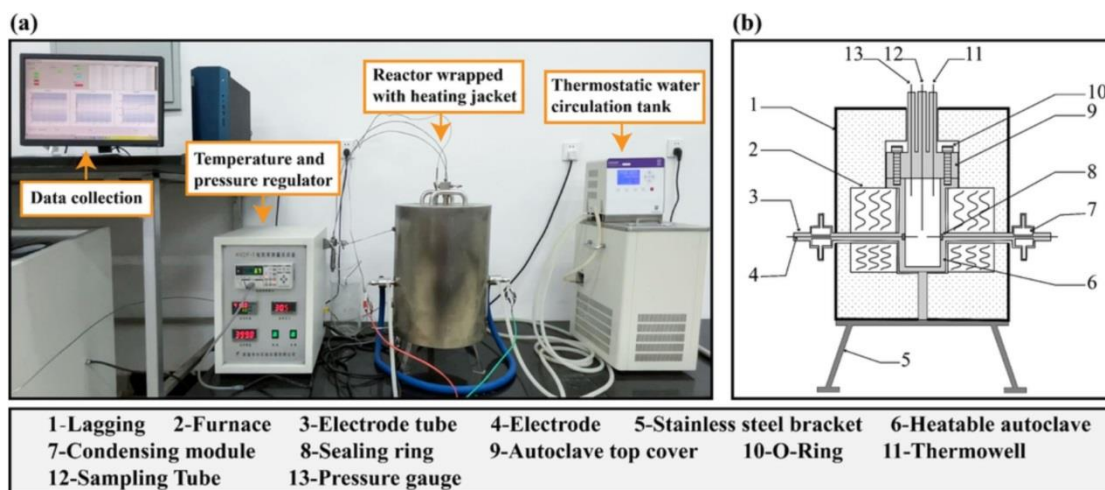 (a)
(b)
Reactor wrapped
with heating jacket
Thermostatic water
circulation tank
Temperature and
pressure regulator
Data collection
13
12
11
10
1
9
2
8
3
7
4
6
5
1-Lagging 2-Furnace 3-Electrode tube 4-Electrode 5-Stainless steel bracket 6-Heatable autoclave
7-Condensing module 8-Sealing ring 9-Autoclave top cover 10-O-Ring 11-Thermowell
12-Sampling Tube 13-Pressure gauge